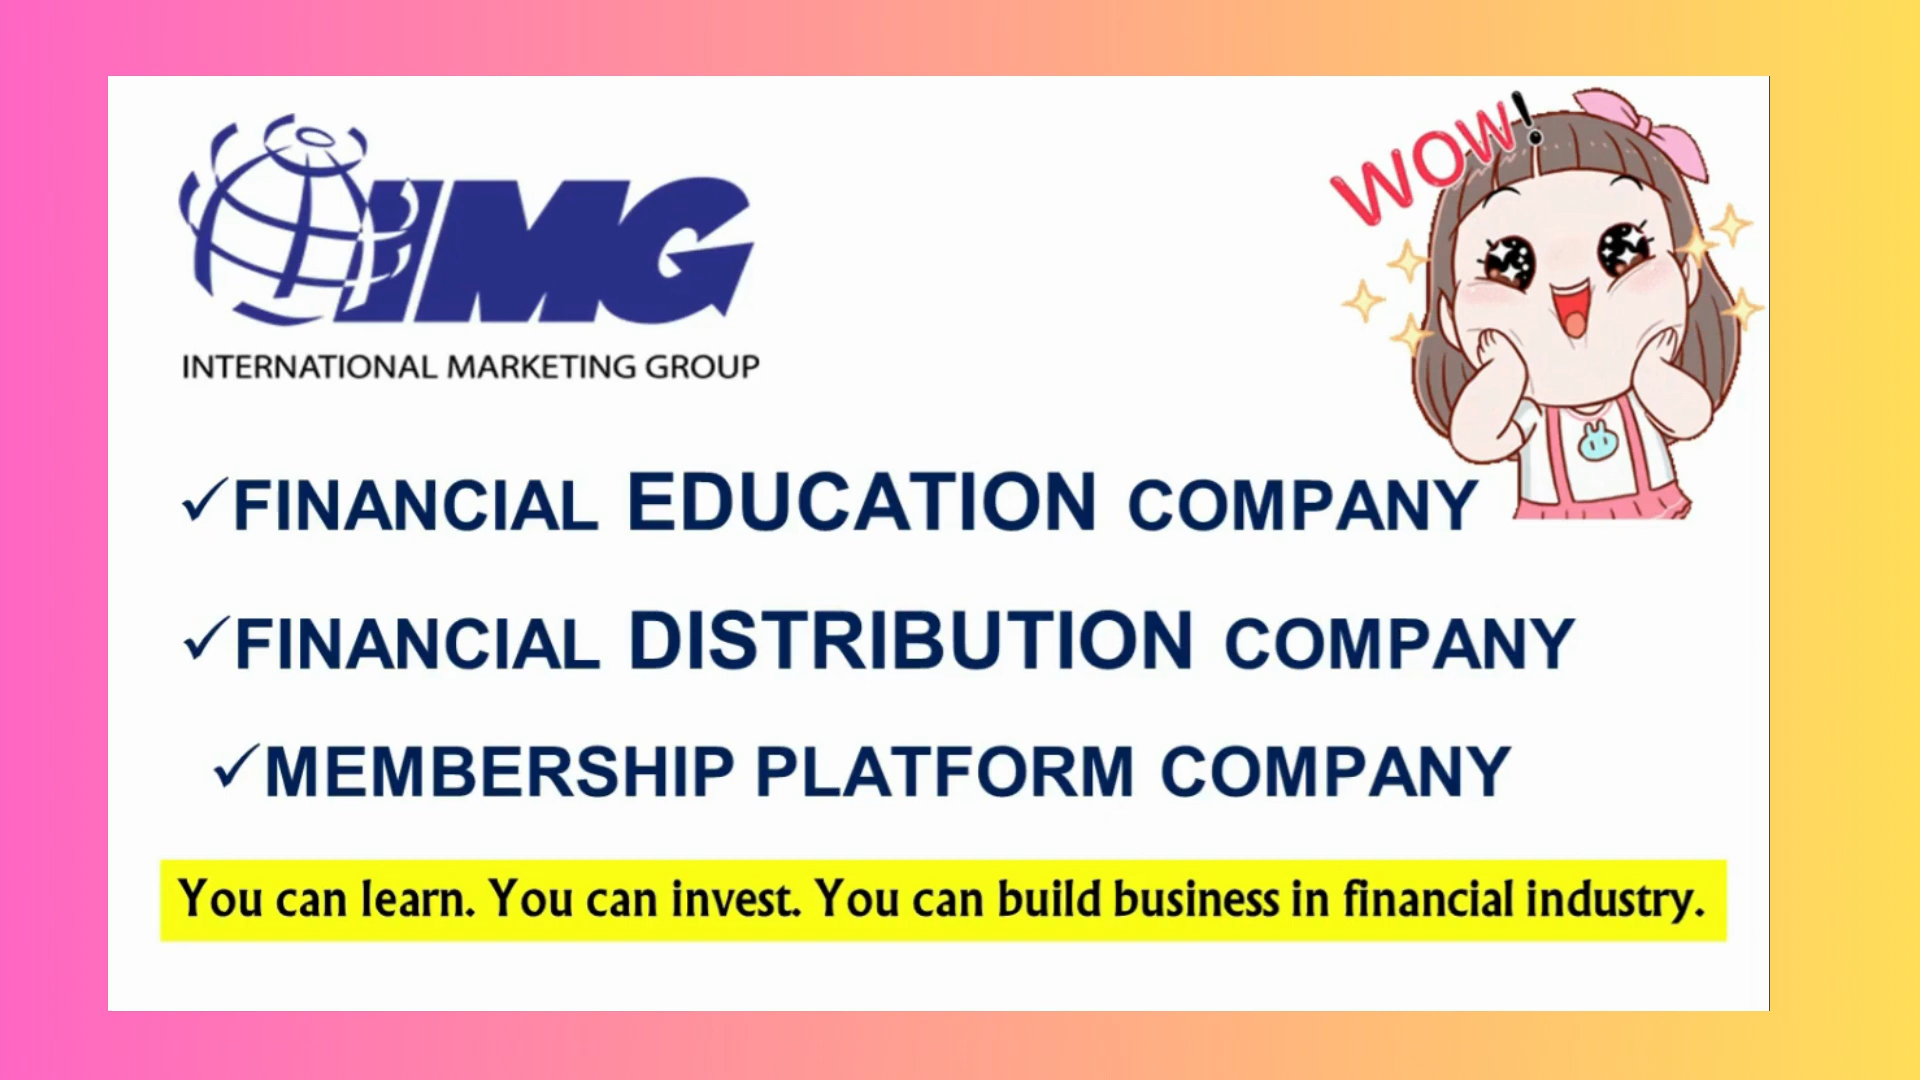 WOW!
IMG
INTERNATIONAL MARKETING GROUP
✓FINANCIAL EDUCATION COMPANY
✓FINANCIAL DISTRIBUTION COMPANY
✓MEMBERSHIP PLATFORM COMPANY
You can learn. You can invest. You can build business in financial industry.